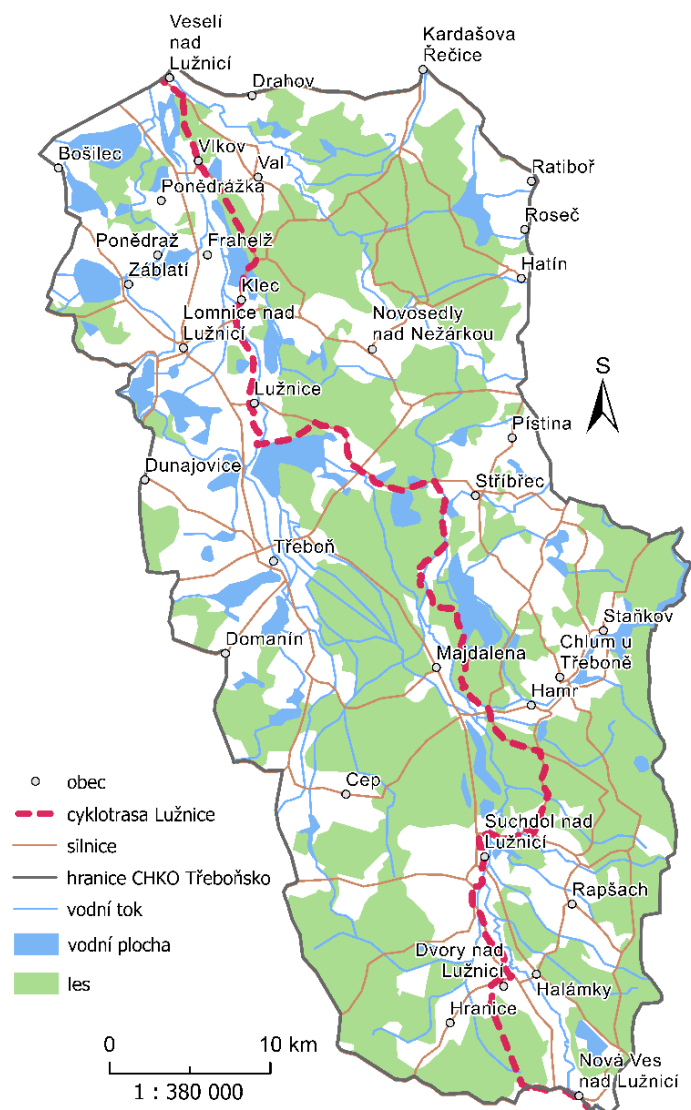 Veselí
nad
Lužnicí
Kardašova
Řečice
Drahov
Vlkov
Val
Bošilec
Ponědrážka
Ratiboř
Roseč
Ponědraž
Frahelž
Záblatí
Hatín
Klec
Lomnice nad
Lužnicí
Novosedly
nad Nežárkou
S
Lužnice
Pístina
Dunajovice
Stříbřec
Třeboň
Staňkov
Domanín
Majdalena
Chlum u
Třeboně
Hamr
Cep
Suchdol nad
Lužnicí
Rapšach
Dvory nad
Lužnicí
Halámky
Hranice
Nová Ves
nad Lužnicí
obec
cyklotrasa Lužnice
silnice
hranice CHKO Třeboňsko
vodní tok
vodní plocha
les
0 10 km
1 : 380 000